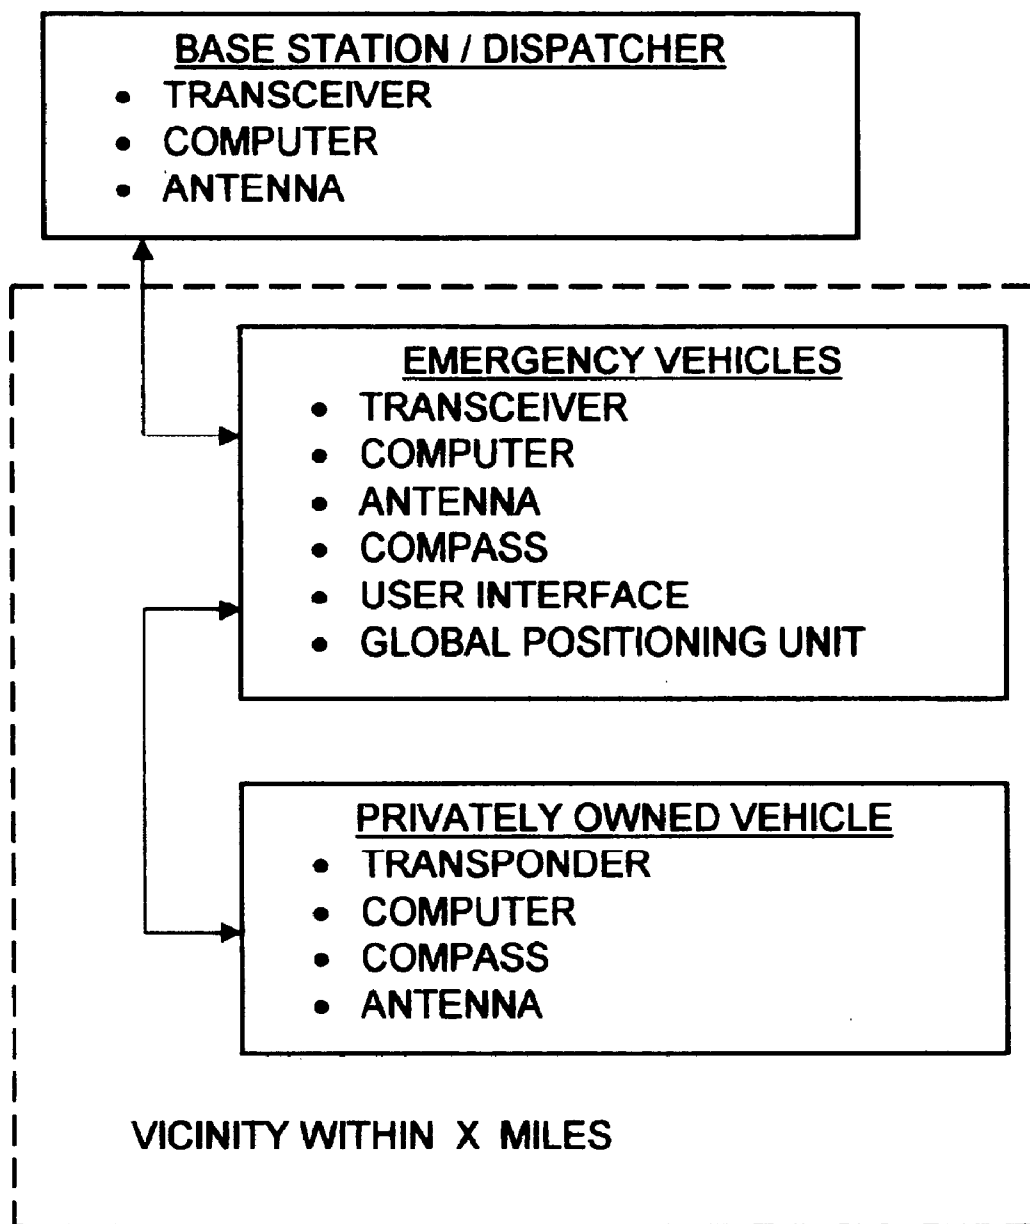 BASE STATION / DISPATCHER
• TRANSCEIVER
• COMPUTER
• ANTENNA
EMERGENCY VEHICLES
• TRANSCEIVER
• COMPUTER
• ANTENNA
• COMPASS
• USER INTERFACE
• GLOBAL POSITIONING UNIT
PRIVATELY OWNED VEHICLE
• TRANSPONDER
• COMPUTER
• COMPASS
• ANTENNA
VICINITY WITHIN X MILES